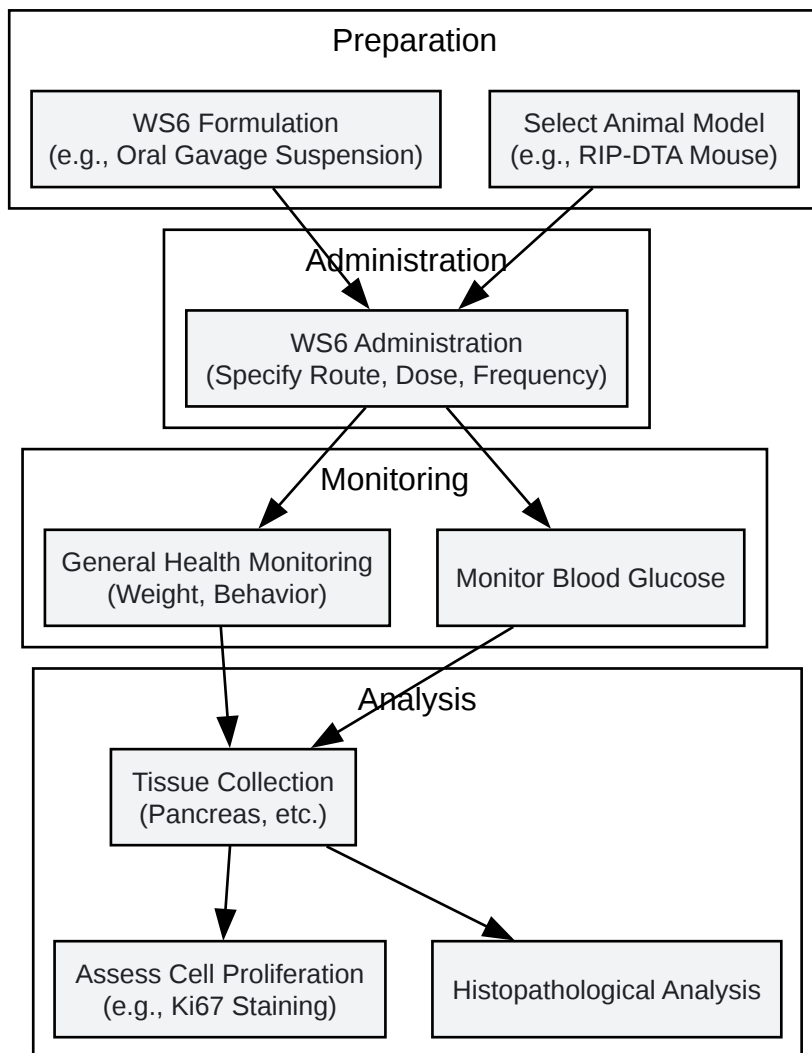 Preparation
WS6 Formulation
(e.g., Oral Gavage Suspension)
Select Animal Model
(e.g., RIP-DTA Mouse)
Administration
WS6 Administration
(Specify Route, Dose, Frequency)
Monitoring
General Health Monitoring
(Weight, Behavior)
Monitor Blood Glucose
Analysis
Tissue Collection
(Pancreas, etc.)
Assess Cell Proliferation
(e.g., Ki67 Staining)
Histopathological Analysis